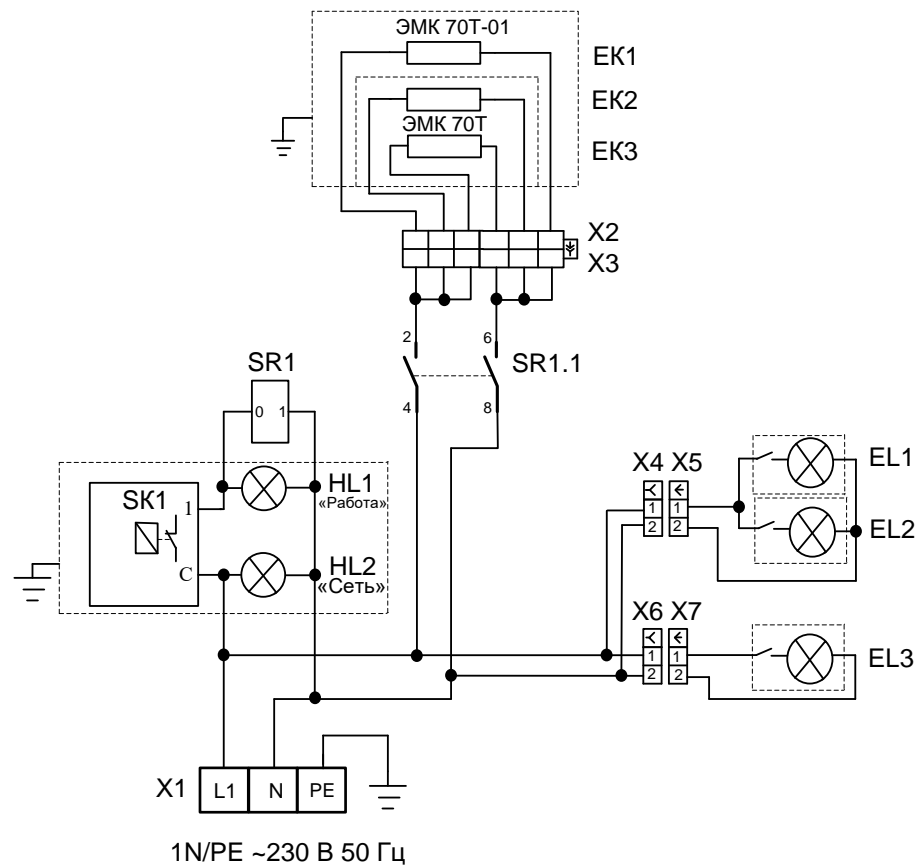 ЭМК 70Т-01
ЕК1
ЕК2
ЭМК 70Т
ЕК3
X2
X3
2
6
SR1.1
4
8
SR1
0 1
SK1
1
HL1
«Работа»
C
HL2
«Сеть»
X4 X5
1 1
2 2
EL1
EL2
X6 X7
1 1
2 2
EL3
X1
L1 N PE
1N/PE ~230 В 50 Гц